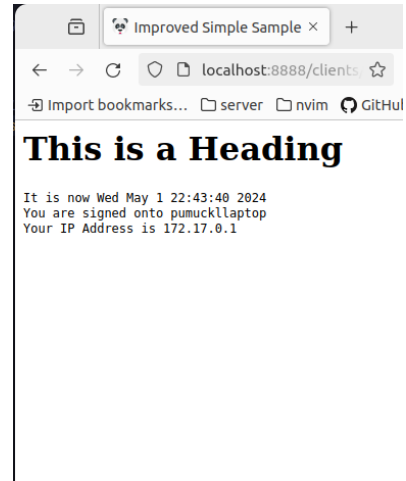 Improved Simple Sample
localhost:8888/clients
Import bookmarks… server nvim GitHub
This is a Heading
It is now Wed May 1 22:43:40 2024
You are signed onto pumuckllaptop
Your IP Address is 172.17.0.1